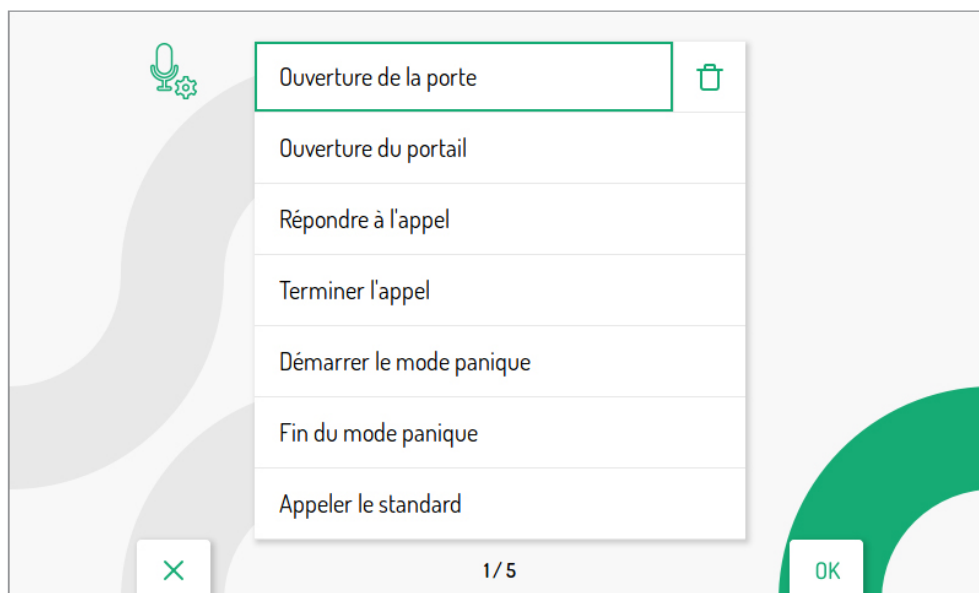 Ouverture de la porte
Ouverture du portail
Répondre à l'appel
Terminer l'appel
Démarrer le mode panique
Fin du mode panique
Appeler le standard
1/5
OK